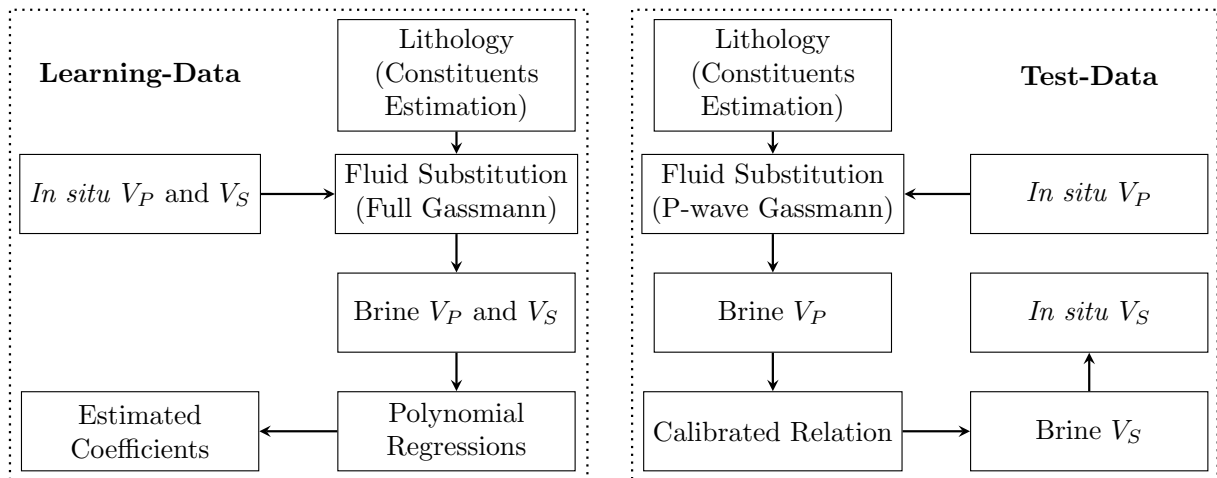 Learning-Data
Lithology
(Constituents
Estimation)
In situ V_P and V_S
Fluid Substitution
(Full Gassmann)
Brine V_P and V_S
Estimated
Coefficients
Polynomial
Regressions
Lithology
(Constituents
Estimation)
Test-Data
Fluid Substitution
(P-wave Gassmann)
In situ V_P
Brine V_P
In situ V_S
Calibrated Relation
Brine V_S